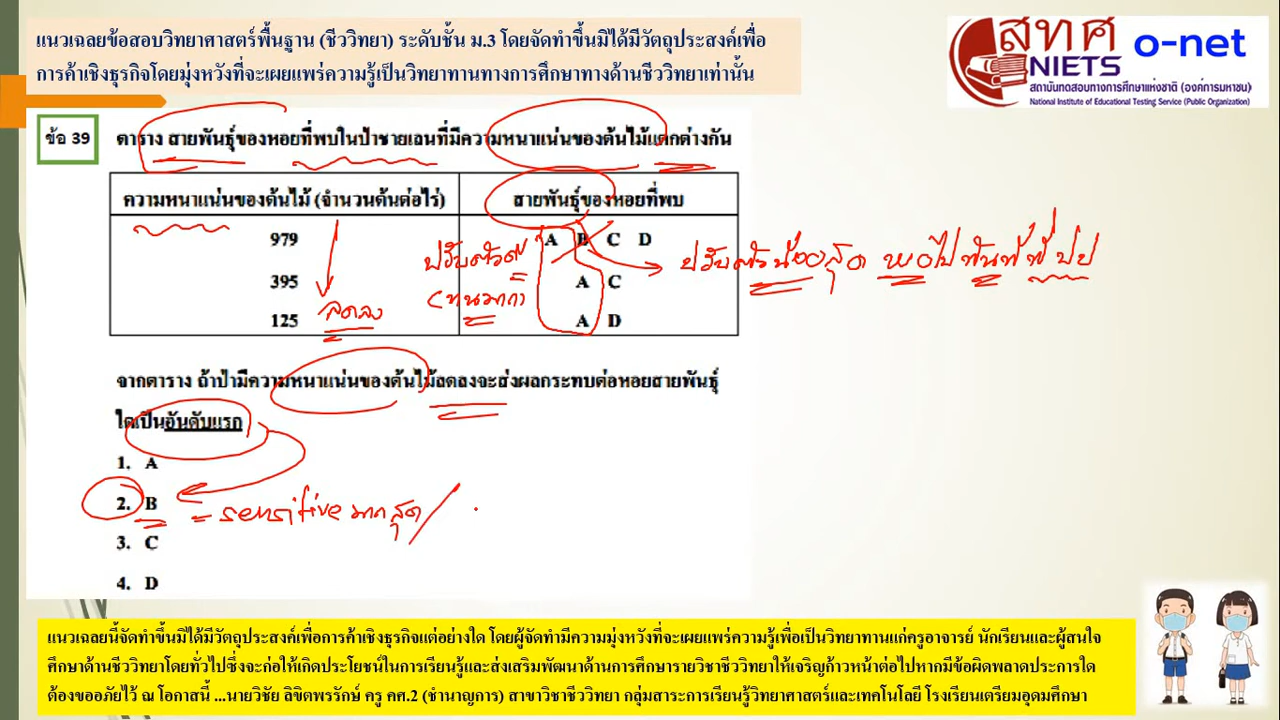 แนวเฉลยข้อสอบวิทยาศาสตร์พื้นฐาน (ชีววิทยา) ระดับชั้น ม.3 โดยจัดทำขึ้นมิได้มีวัตถุประสงค์เพื่อ
การค้าเชิงธุรกิจโดยมุ่งหวังที่จะเผยแพร่ความรู้เป็นวิทยาทานทางการศึกษาทางด้านชีววิทยาเท่านั้น
สทศ
NIETS
o-net
สถาบันทดสอบทางการศึกษาแห่งชาติ (องค์การมหาชน)
National Institute of Educational Testing Service (Public Organization)
ข้อ 39
ตาราง สายพันธุ์ของหอยที่พบในป่าชายเลนที่มีความหนาแน่นของต้นไม้แตกต่างกัน
ความหนาแน่นของต้นไม้ (จำนวนต้นต่อไร่) สายพันธุ์ของหอยที่พบ
979 A B C D
395 A C
125 A D
ลดลง
ปรับตัวดี
(ทนมาก)
ปรับตัวน้อยสุด
จากตาราง ถ้าป่ามีความหนาแน่นของต้นไม้ลดลงจะส่งผลกระทบต่อหอยสายพันธุ์
ใดเป็นอันดับแรก
1. A
2. B = sensitive มากสุด
3. C
4. D
แนวเฉลยนี้จัดทำขึ้นมิได้มีวัตถุประสงค์เพื่อการค้าเชิงธุรกิจแต่อย่างใด โดยผู้จัดทำมีความมุ่งหวังที่จะเผยแพร่ความรู้เพื่อเป็นวิทยาทานแก่ครูอาจารย์ นักเรียนและผู้สนใจ
ศึกษาด้านชีววิทยาโดยทั่วไปซึ่งจะก่อให้เกิดประโยชน์ในการเรียนรู้และส่งเสริมพัฒนาด้านการศึกษารายวิชาชีววิทยาให้เจริญก้าวหน้าต่อไปหากมีข้อผิดพลาดประการใด
ต้องขออภัยไว้ ณ โอกาสนี้ ...นายวิชัย ลิขิตพรรักษ์ ครู คศ.2 (ชำนาญการ) สาขาวิชาชีววิทยา กลุ่มสาระการเรียนรู้วิทยาศาสตร์และเทคโนโลยี โรงเรียนเตรียมอุดมศึกษา